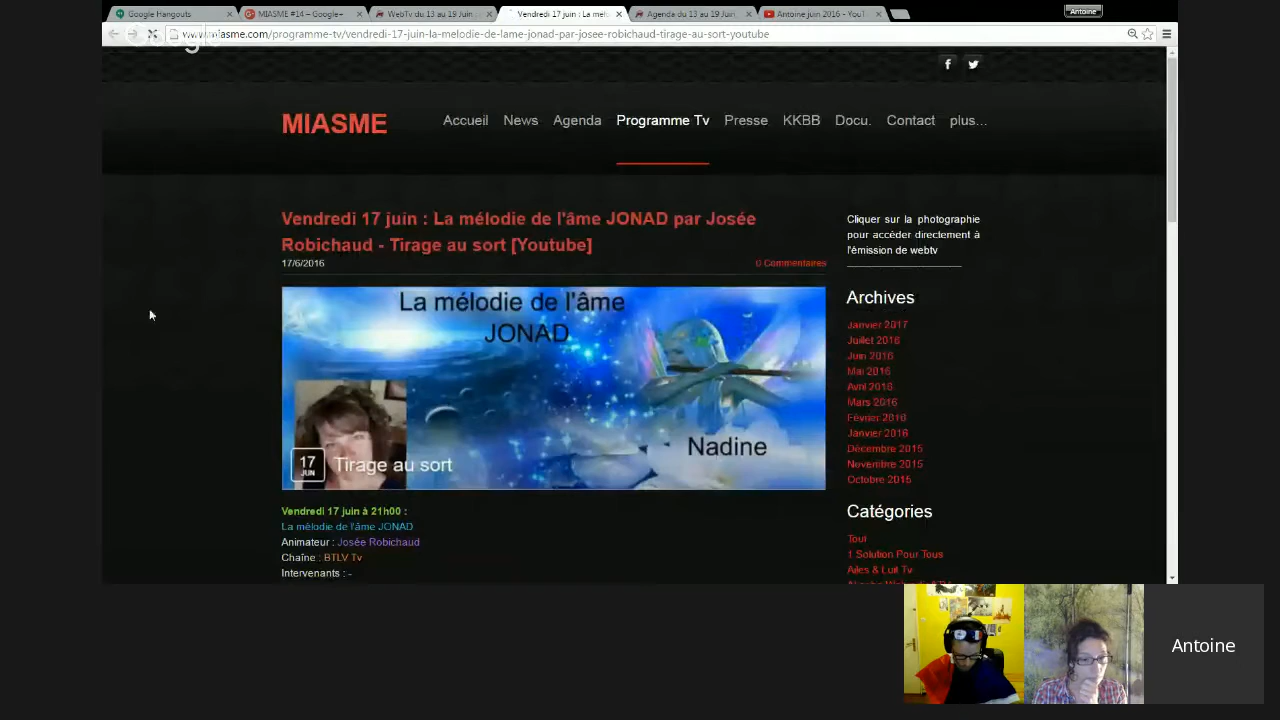 Google Hangouts
MIASME #14 – Google+
WebTv du 13 au 19 Juin
Vendredi 17 juin : La mél
Agenda du 13 au 19 Juin
Antoine juin 2016 - YouT
Antoine
www.miasme.com/programme-tv/vendredi-17-juin-la-melodie-de-lame-jonad-par-josee-robichaud-tirage-au-sort-youtube
MIASME
Accueil News Agenda Programme Tv Presse KKBB Docu. Contact plus...
Vendredi 17 juin : La mélodie de l'âme JONAD par Josée
Robichaud - Tirage au sort [Youtube]
17/6/2016
0 Commentaires
La mélodie de l'âme
JONAD
Nadine
17
JUN
Tirage au sort
Vendredi 17 juin à 21h00 :
La mélodie de l'âme JONAD
Animateur : Josée Robichaud
Chaîne : BTLV Tv
Intervenants : -
Cliquer sur la photographie
pour accéder directement à
l'émission de webtv
Archives
Janvier 2017
Juillet 2016
Juin 2016
Mai 2016
Avril 2016
Mars 2016
Février 2016
Janvier 2016
Décembre 2015
Novembre 2015
Octobre 2015
Catégories
Tout
1 Solution Pour Tous
Ailes & Luit Tv
Antoine